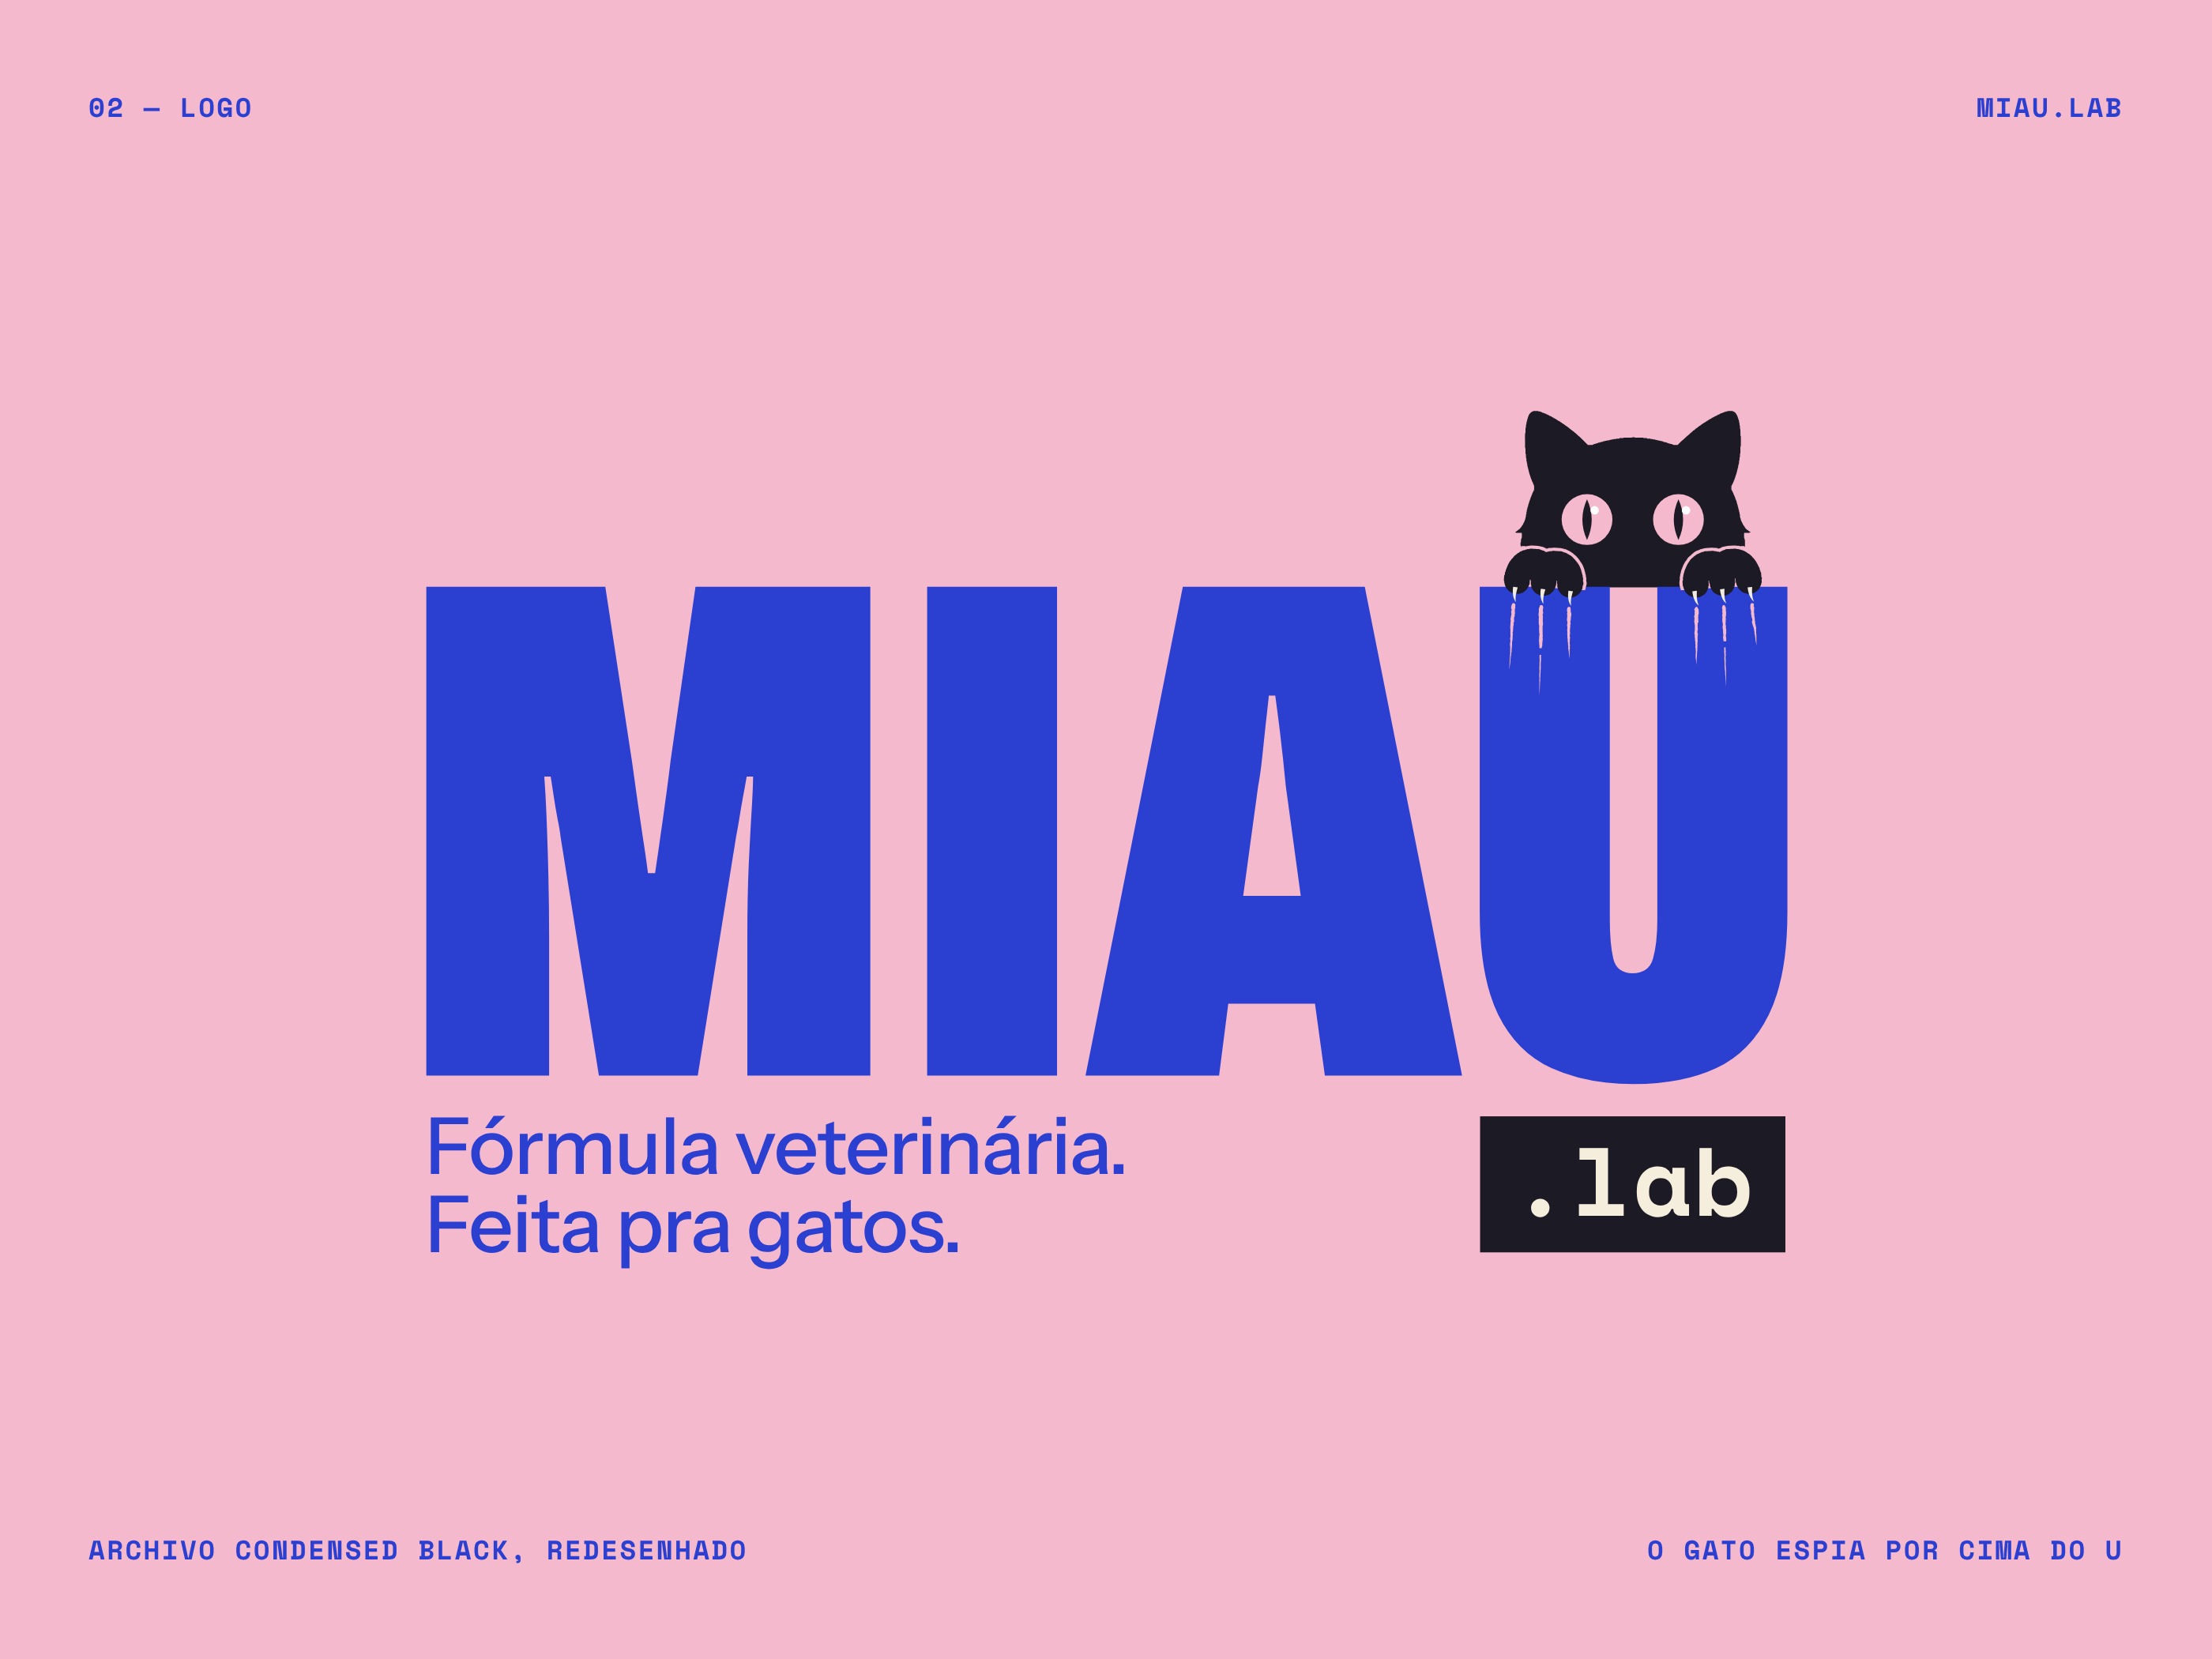 02 — LOGO
MIAU.LAB
MIAU
Fórmula veterinária.
Feita pra gatos.
.lab
ARCHIVO CONDENSED BLACK, REDESENHADO
O GATO ESPIA POR CIMA DO U